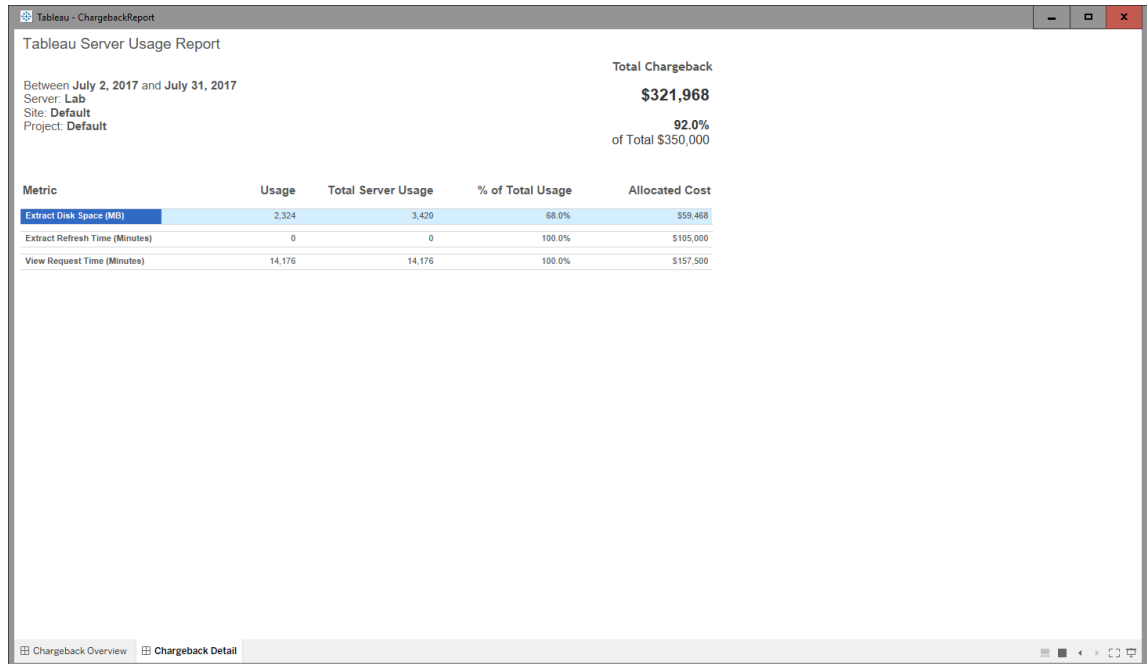 Tableau - ChargebackReport
Tableau Server Usage Report
Total Chargeback
Between July 2, 2017 and July 31, 2017
$321,968
Server: Lab
Site: Default
Project: Default
92.0%
of Total $350,000
Metric Usage Total Server Usage % of Total Usage Allocated Cost
Extract Disk Space (MB) 2,324 3,420 68.0% $59,468
Extract Refresh Time (Minutes) 0 0 100.0% $105,000
View Request Time (Minutes) 14,176 14,176 100.0% $157,500
Chargeback Overview Chargeback Detail